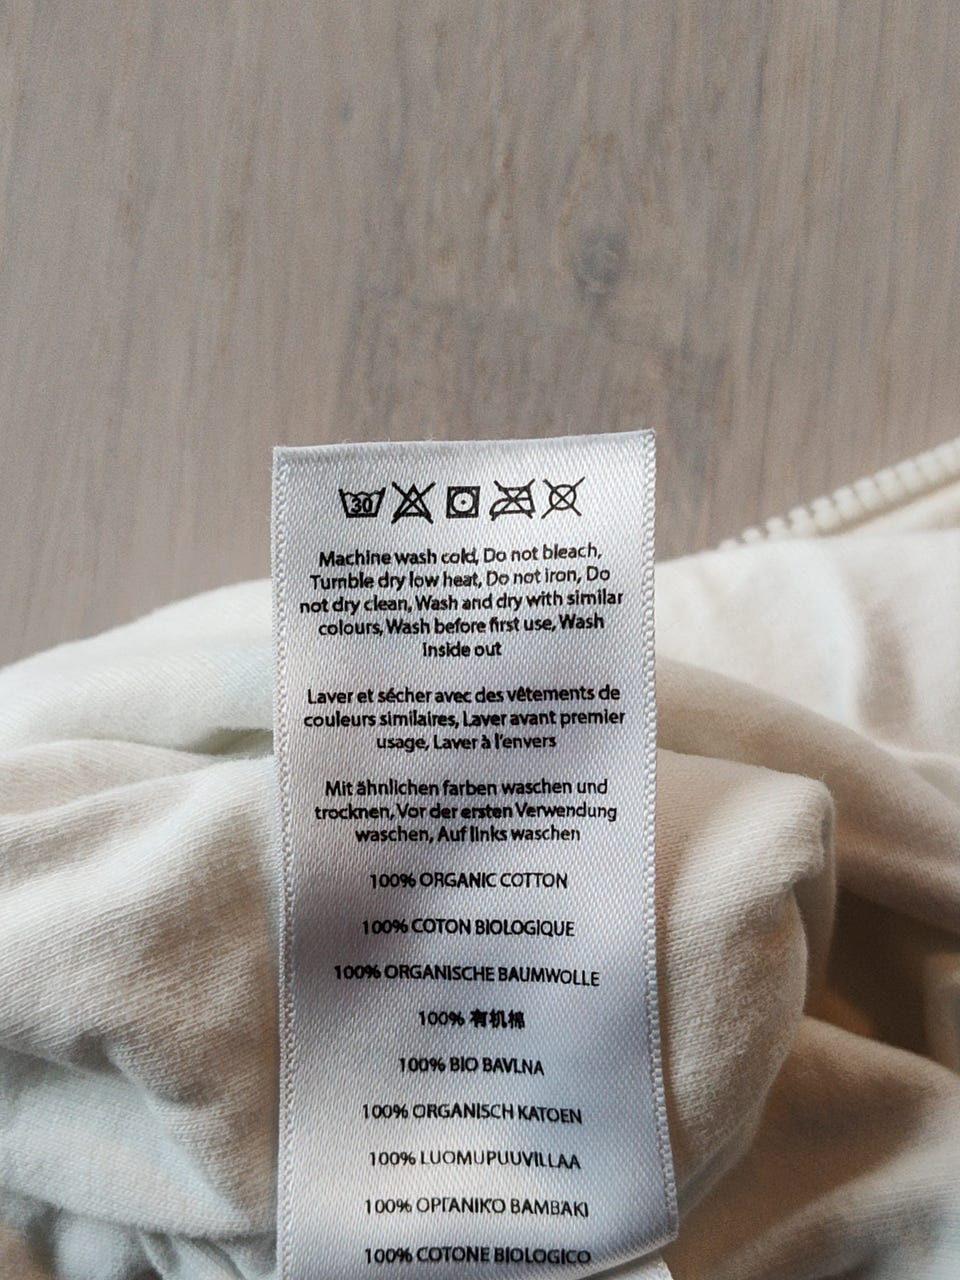 30
Machine wash cold, Do not bleach,
Tumble dry low heat, Do not iron, Do
not dry clean, Wash and dry with similar
colours, Wash before first use, Wash
Inside out
Laver et sécher avec des vêtements de
couleurs similaires, Laver avant premier
usage, Laver à l'envers
Mit ähnlichen farben waschen und
trocknen, Vor der ersten Verwendung
waschen, Auf links waschen
100% ORGANIC COTTON
100% COTON BIOLOGIQUE
100% ORGANISCHE BAUMWOLLE
100% 有机棉
100% BIO BAVLNA
100% ORGANISCH KATOEN
100% LUOMUPUUVILLAA
100% ΟΡΓΑΝΙΚΌ ΒΑΜΒΆΚΙ
100% COTONE BIOLOGICO